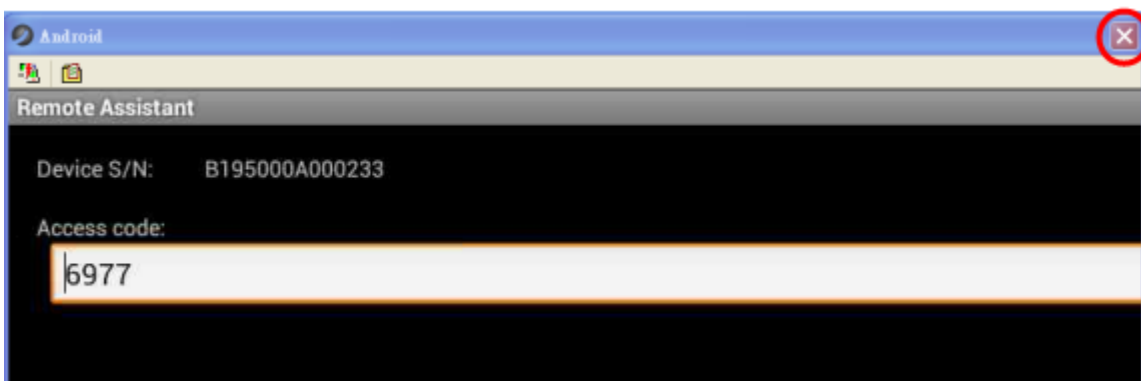 Android
Remote Assistant
Device S/N: B195000A000233
Access code:
6977